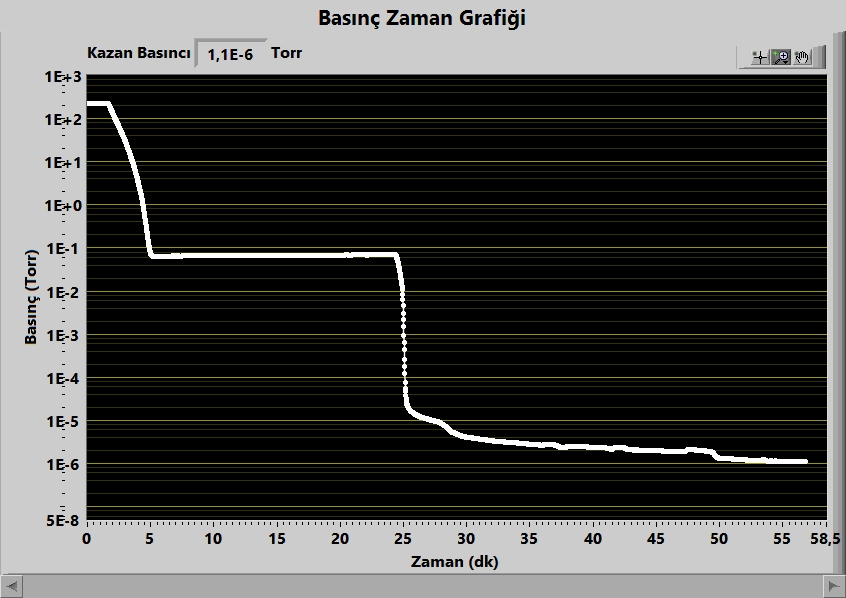 Basınç Zaman Grafiği
Kazan Basıncı 1,1E-6 Torr
1E+3
1E+2
1E+1
1E+0
1E-1
1E-2
1E-3
1E-4
1E-5
1E-6
5E-8
Basınç (Torr)
0 5 10 15 20 25 30 35 40 45 50 55 58,5
Zaman (dk)